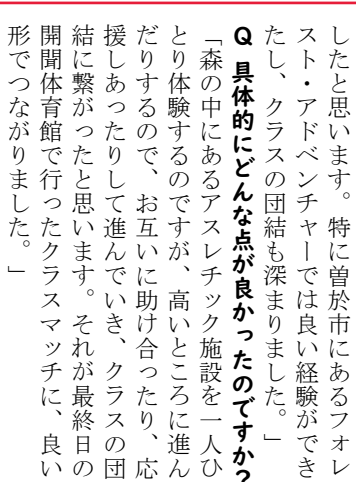 したと思います。特に曽於市にあるフォレ
スト・アドベンチャーでは良い経験ができ
たし、クラスの団結も深まりました。」
Q 具体的にどんな点が良かったのですか?
「森の中にあるアスレチック施設を一人ひ
とり体験するのですが、高いところに進ん
だりするので、お互いに助け合ったり、応
援しあったりして進んでいき、クラスの団
結に繋がったと思います。それが最終日の
開聞体育館で行ったクラスマッチに、良い
形でつながりました。」